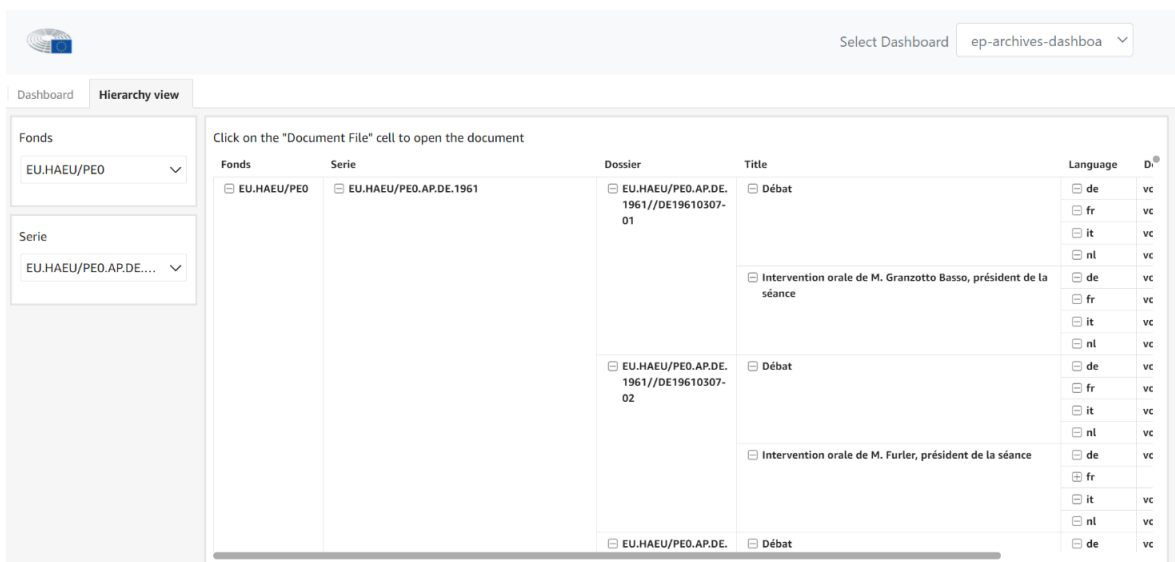 Select Dashboard ep-archives-dashboa
Dashboard Hierarchy view
Fonds
EU.HAEU/PE0
Serie
EU.HAEU/PE0.AP.DE....
Click on the "Document File" cell to open the document
Fonds Serie Dossier Title Language
EU.HAEU/PE0 EU.HAEU/PE0.AP.DE.1961 EU.HAEU/PE0.AP.DE. Débat de
1961//DE19610307- fr
01
it
nl
Intervention orale de M. Granzotto Basso, président de la de
séance fr
it
nl
EU.HAEU/PE0.AP.DE. Débat de
1961//DE19610307- fr
02
it
nl
Intervention orale de M. Furler, président de la séance de
fr
it
nl
EU.HAEU/PE0.AP.DE. Débat de